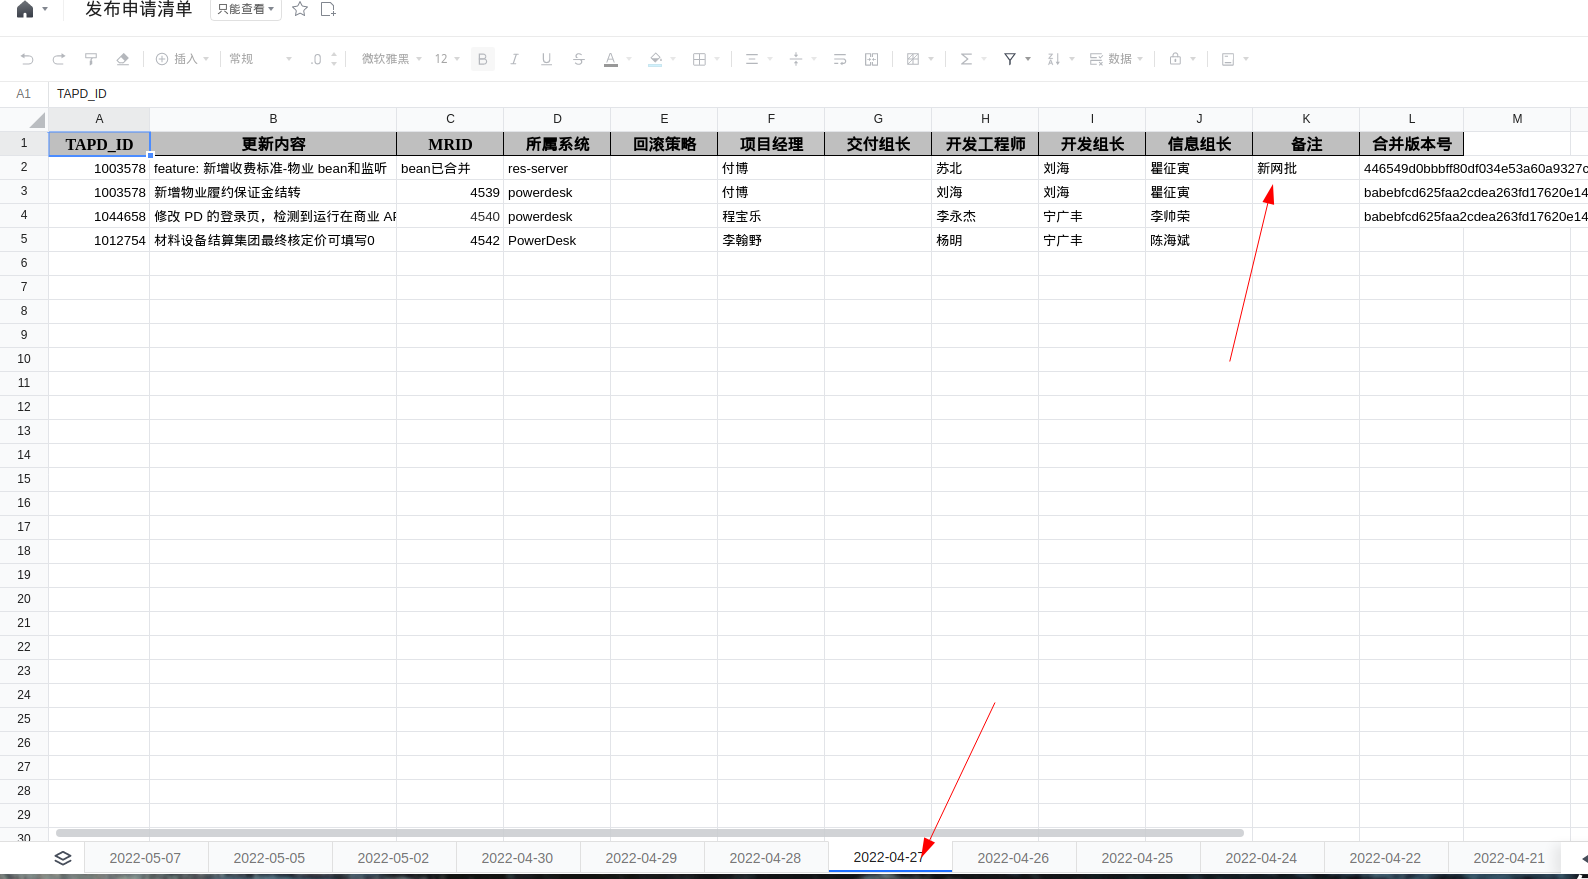 发布申请清单 只能查看
插入 常规 .0 微软雅黑 12 B I U S A 数据
A1 TAPD_ID
A B C D E F G H I J K L M
1 TAPD_ID 更新内容 MRID 所属系统 回滚策略 项目经理 交付组长 开发工程师 开发组长 信息组长 备注 合并版本号
2 1003578 feature: 新增收费标准-物业 bean和监听 bean已合并 res-server 付博 苏北 刘海 瞿征寅 新网批 446549d0bbbff80df034e53a60a9327c
3 1003578 新增物业履约保证金结转 4539 powerdesk 付博 刘海 刘海 瞿征寅 babebfcd625faa2cdea263fd17620e14
4 1044658 修改 PD 的登录页，检测到运行在商业 AP 4540 powerdesk 程宝乐 李永杰 宁广丰 李帅荣 babebfcd625faa2cdea263fd17620e14
5 1012754 材料设备结算集团最终核定价可填写0 4542 PowerDesk 李翰野 杨明 宁广丰 陈海斌
6
7
8
9
10
11
12
13
14
15
16
17
18
19
20
21
22
23
24
25
26
27
28
29
30
2022-05-07 2022-05-05 2022-05-02 2022-04-30 2022-04-29 2022-04-28 2022-04-27 2022-04-26 2022-04-25 2022-04-24 2022-04-22 2022-04-21